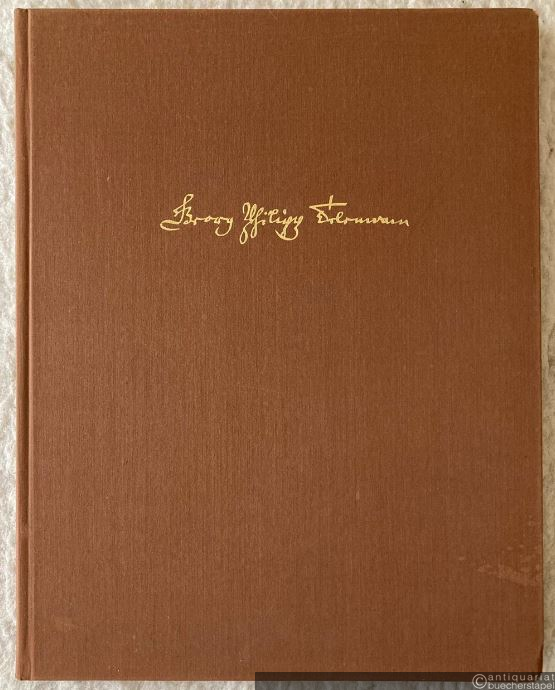 Georg Philipp Telemann
©antiquariat
buecherstapel